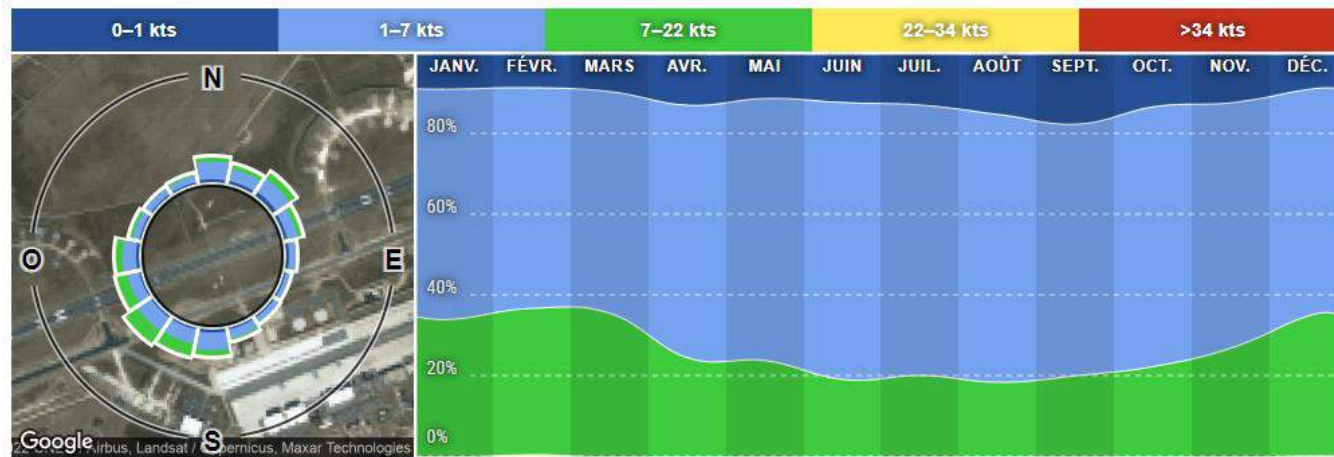 0–1 kts 1–7 kts 7–22 kts 22–34 kts >34 kts
JANV. FÉVR. MARS AVR. MAI JUIN JUIL. AOÛT SEPT. OCT. NOV. DÉC.
N
80%
60%
O E
40%
20%
0%
Google
S
Airbus, Landsat / Copernicus, Maxar Technologies